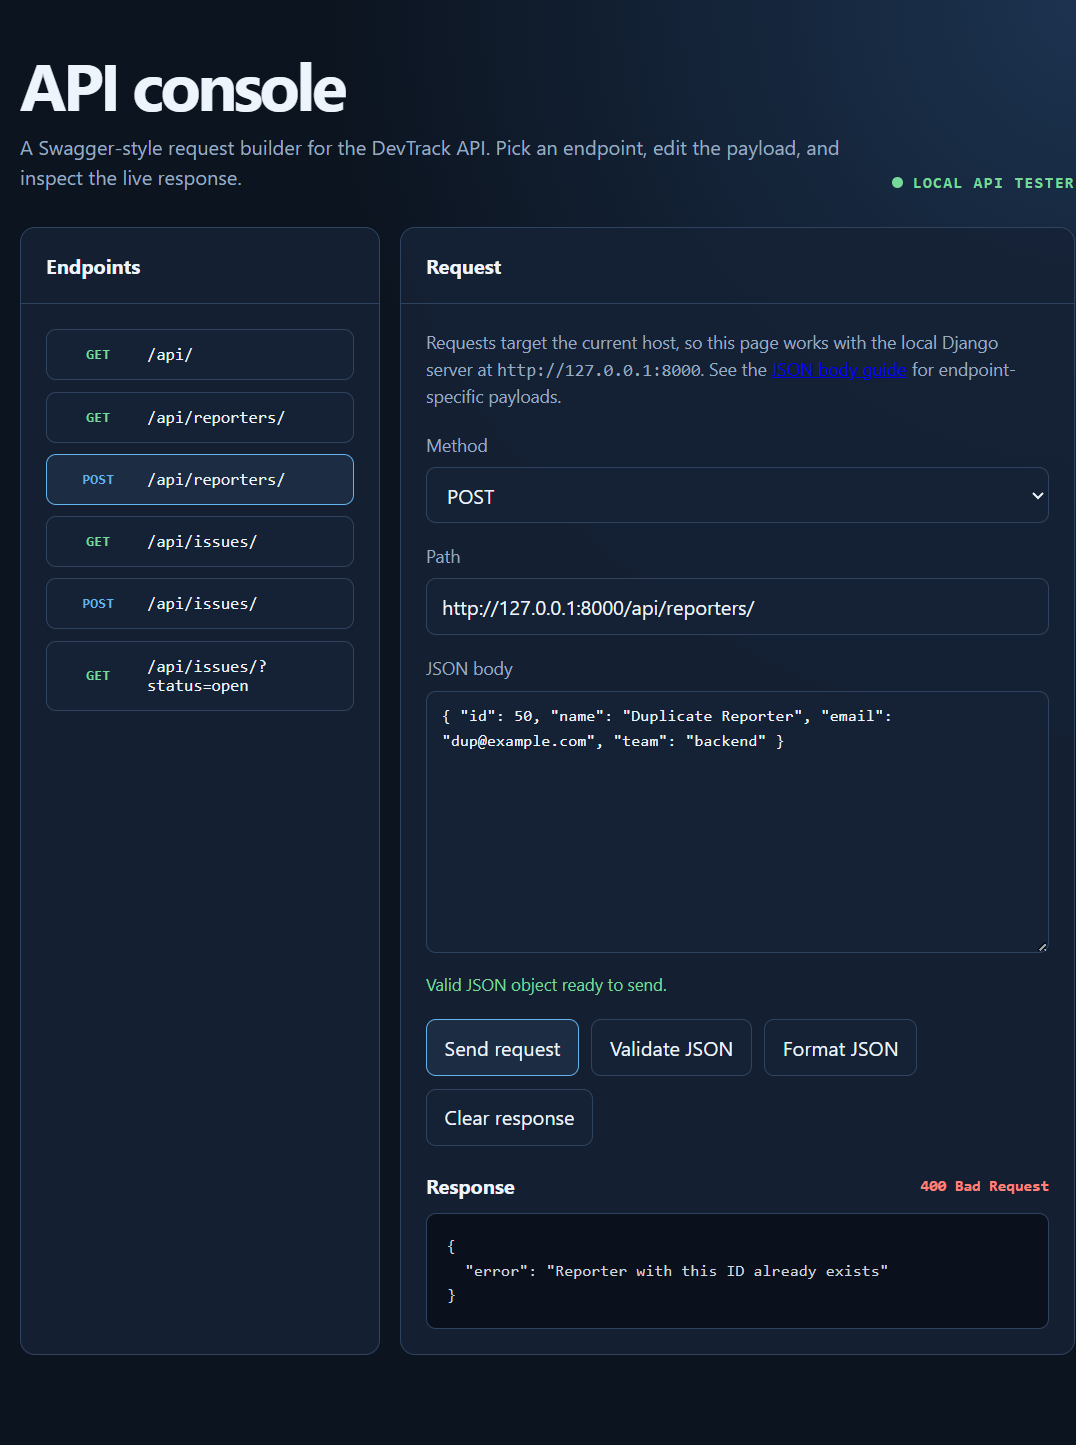 API console
A Swagger-style request builder for the DevTrack API. Pick an endpoint, edit the payload, and
inspect the live response.
LOCAL API TESTER
Endpoints
GET /api/
GET /api/reporters/
POST /api/reporters/
GET /api/issues/
POST /api/issues/
GET /api/issues/?
status=open
Request
Requests target the current host, so this page works with the local Django
server at http://127.0.0.1:8000. See the JSON body guide for endpoint-
specific payloads.
Method
POST
Path
http://127.0.0.1:8000/api/reporters/
JSON body
{ "id": 50, "name": "Duplicate Reporter", "email":
"dup@example.com", "team": "backend" }
Valid JSON object ready to send.
Send request Validate JSON Format JSON
Clear response
Response 400 Bad Request
{
"error": "Reporter with this ID already exists"
}